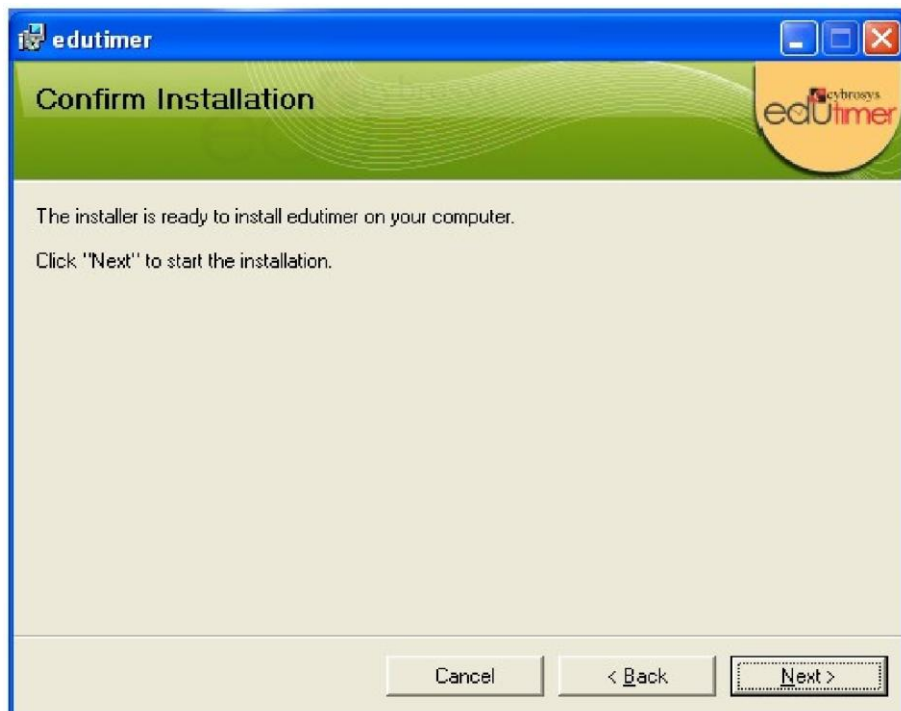 edutimer
Confirm Installation
cybrosys
edutimer
The installer is ready to install edutimer on your computer.
Click "Next" to start the installation.
Cancel
< Back
Next >